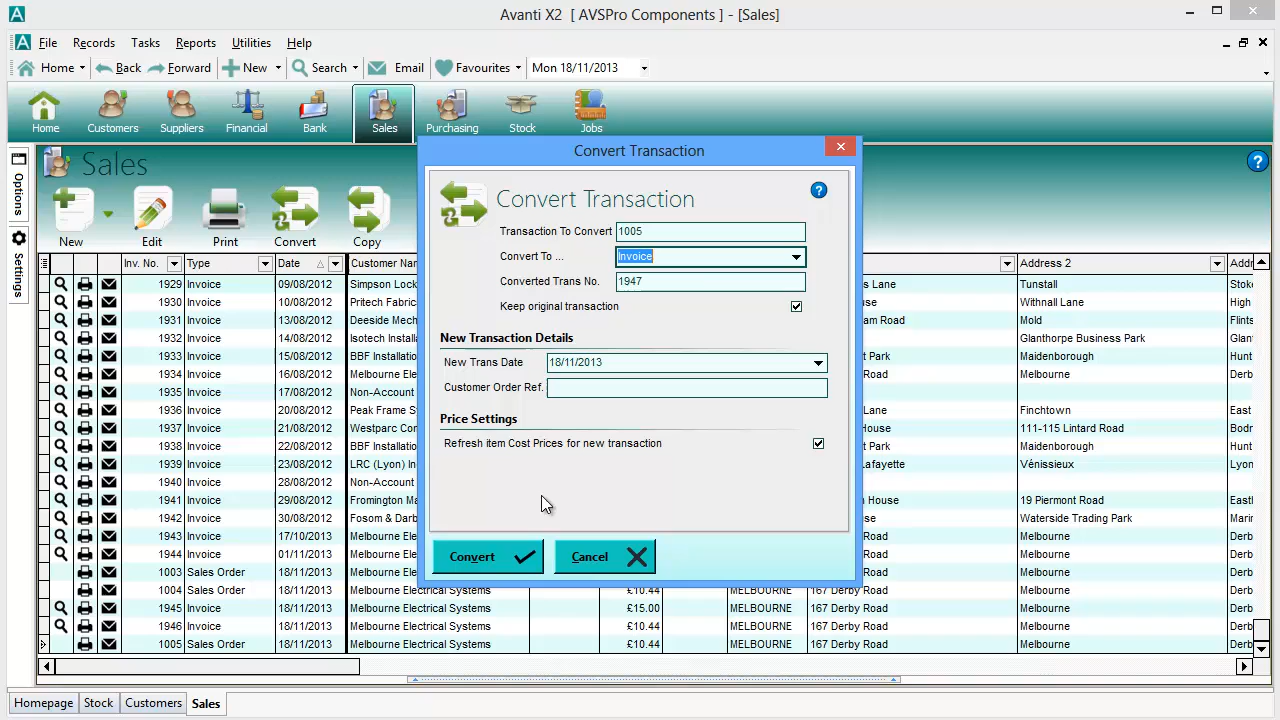 Avanti X2 [ AVSPro Components ] - [Sales]
File Records Tasks Reports Utilities Help
Home Back Forward New Search Email Favourites Mon 18/11/2013
Home Customers Suppliers Financial Bank Sales Purchasing Stock Jobs
Options
Settings
Sales
New Edit Print Convert Copy
Inv. No. Type Date Customer Address 2
1929 Invoice 09/08/2012 Simpson Lock Lane Tunstall
1930 Invoice 10/08/2012 Pritech Withnall Lane High
1931 Invoice 13/08/2012 Deeside Road Mold
1932 Invoice 14/08/2012 Isotech Glanthorpe Business Park
1933 Invoice 15/08/2012 BBF Park Maidenborough
1934 Invoice 16/08/2012 Melbourne Road Melbourne
1935 Invoice 17/08/2012 Non-Account
1936 Invoice 20/08/2012 Peak Frame Lane Finchtown East
1937 Invoice 21/08/2012 Westparc House 111-115 Lintard Road
1938 Invoice 22/08/2012 BBF Park Maidenborough
1939 Invoice 23/08/2012 LRC (Lyon) Vénissieux Lyon
1940 Invoice 28/08/2012 Non-Account
1941 Invoice 29/08/2012 Fromington House 19 Piermont Road
1942 Invoice 30/08/2012 Fosom & Waterside Trading Park
1943 Invoice 17/10/2013 Melbourne Road Melbourne
1944 Invoice 01/11/2013 Melbourne Road Melbourne
1003 Sales Order 18/11/2013 Melbourne Road Melbourne
1004 Sales Order 18/11/2013 Melbourne Electrical Systems £10.44 MELBOURNE 167 Derby Road Melbourne
1945 Invoice 18/11/2013 Melbourne Electrical Systems £15.00 MELBOURNE 167 Derby Road Melbourne
1946 Invoice 18/11/2013 Melbourne Electrical Systems £10.44 MELBOURNE 167 Derby Road Melbourne
1005 Sales Order 18/11/2013 Melbourne Electrical Systems £10.44 MELBOURNE 167 Derby Road Melbourne
Convert Transaction
Convert Transaction
Transaction To Convert 1005
Convert To ... Invoice
Converted Trans No. 1947
Keep original transaction
New Transaction Details
New Trans Date 18/11/2013
Customer Order Ref.
Price Settings
Refresh item Cost Prices for new transaction
Convert Cancel
Homepage Stock Customers Sales